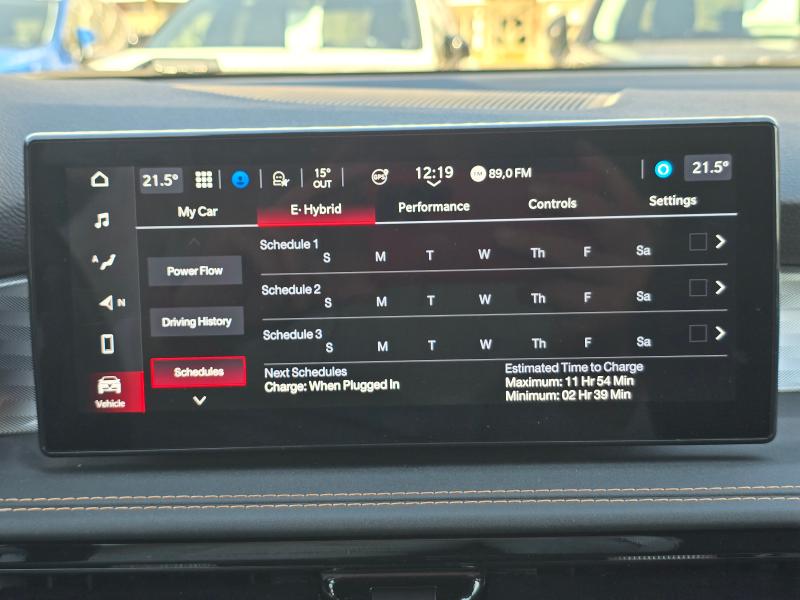 21.5° 15° OUT GPS 12:19 FM 89,0 FM 21.5°
My Car E-Hybrid Performance Controls Settings
Schedule 1
S M T W Th F Sa
Power Flow
Schedule 2
S M T W Th F Sa
Driving History
Schedule 3
S M T W Th F Sa
Schedules
Next Schedules
Charge: When Plugged In
Estimated Time to Charge
Maximum: 11 Hr 54 Min
Minimum: 02 Hr 39 Min
A
N
Vehicle